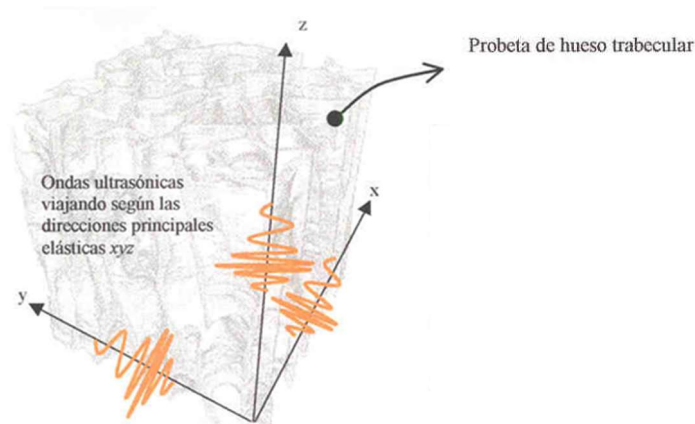 z
Probeta de hueso trabecular
x
Ondas ultrasónicas
viajando según las
direcciones principales
elásticas xyz
y